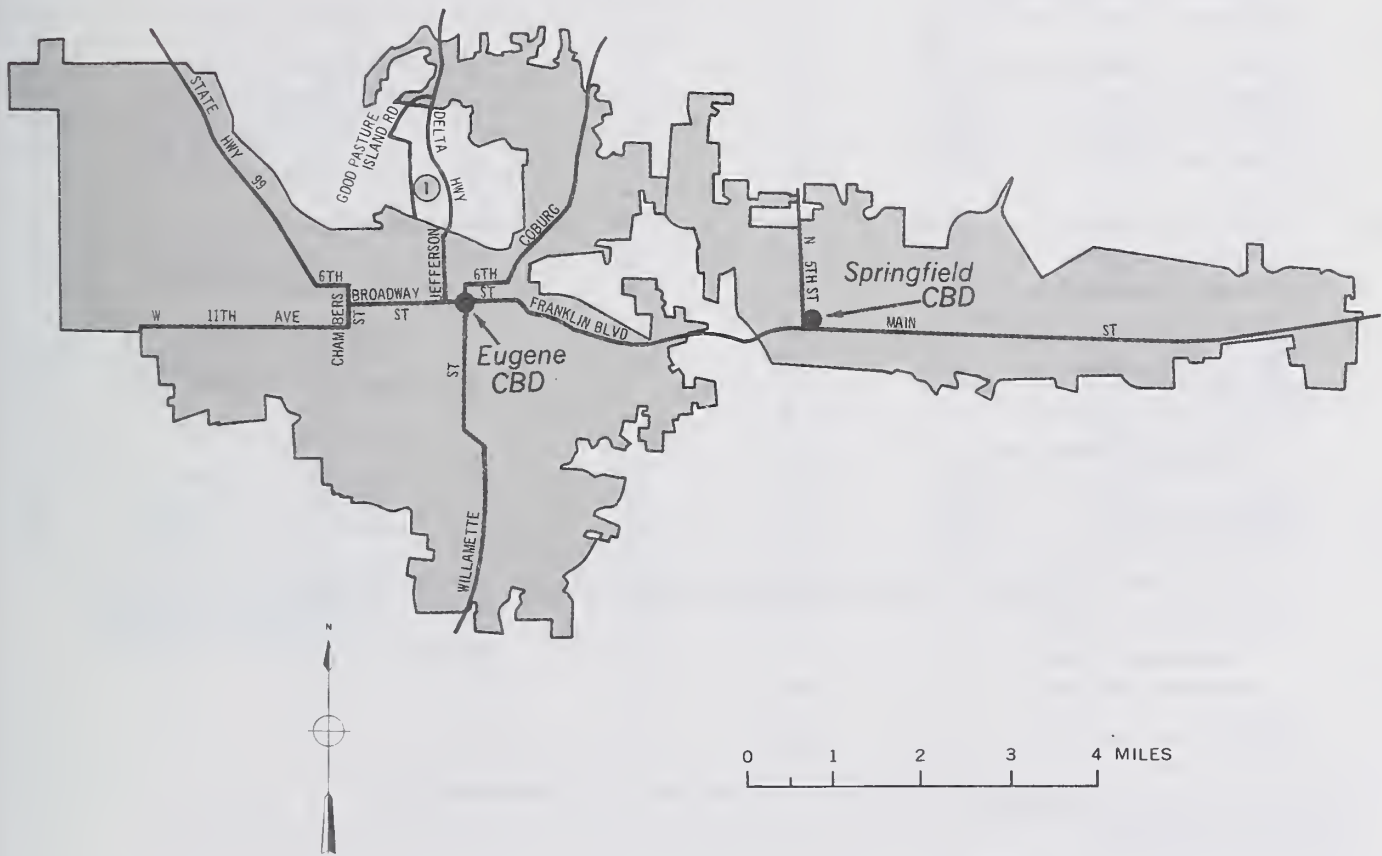 STATE
HWY
99
GOOD PASTURE
ISLAND RD
DELTA
HWY
1
COBURG
JEFFERSON
6TH
6TH
ST
BROADWAY
ST
CHAMBERS
ST
W 11TH AVE
FRANKLIN BLVD
N 5TH ST
Springfield
CBD
MAIN ST
Eugene
CBD
ST
WILLAMETTE
N
0 1 2 3 4 MILES